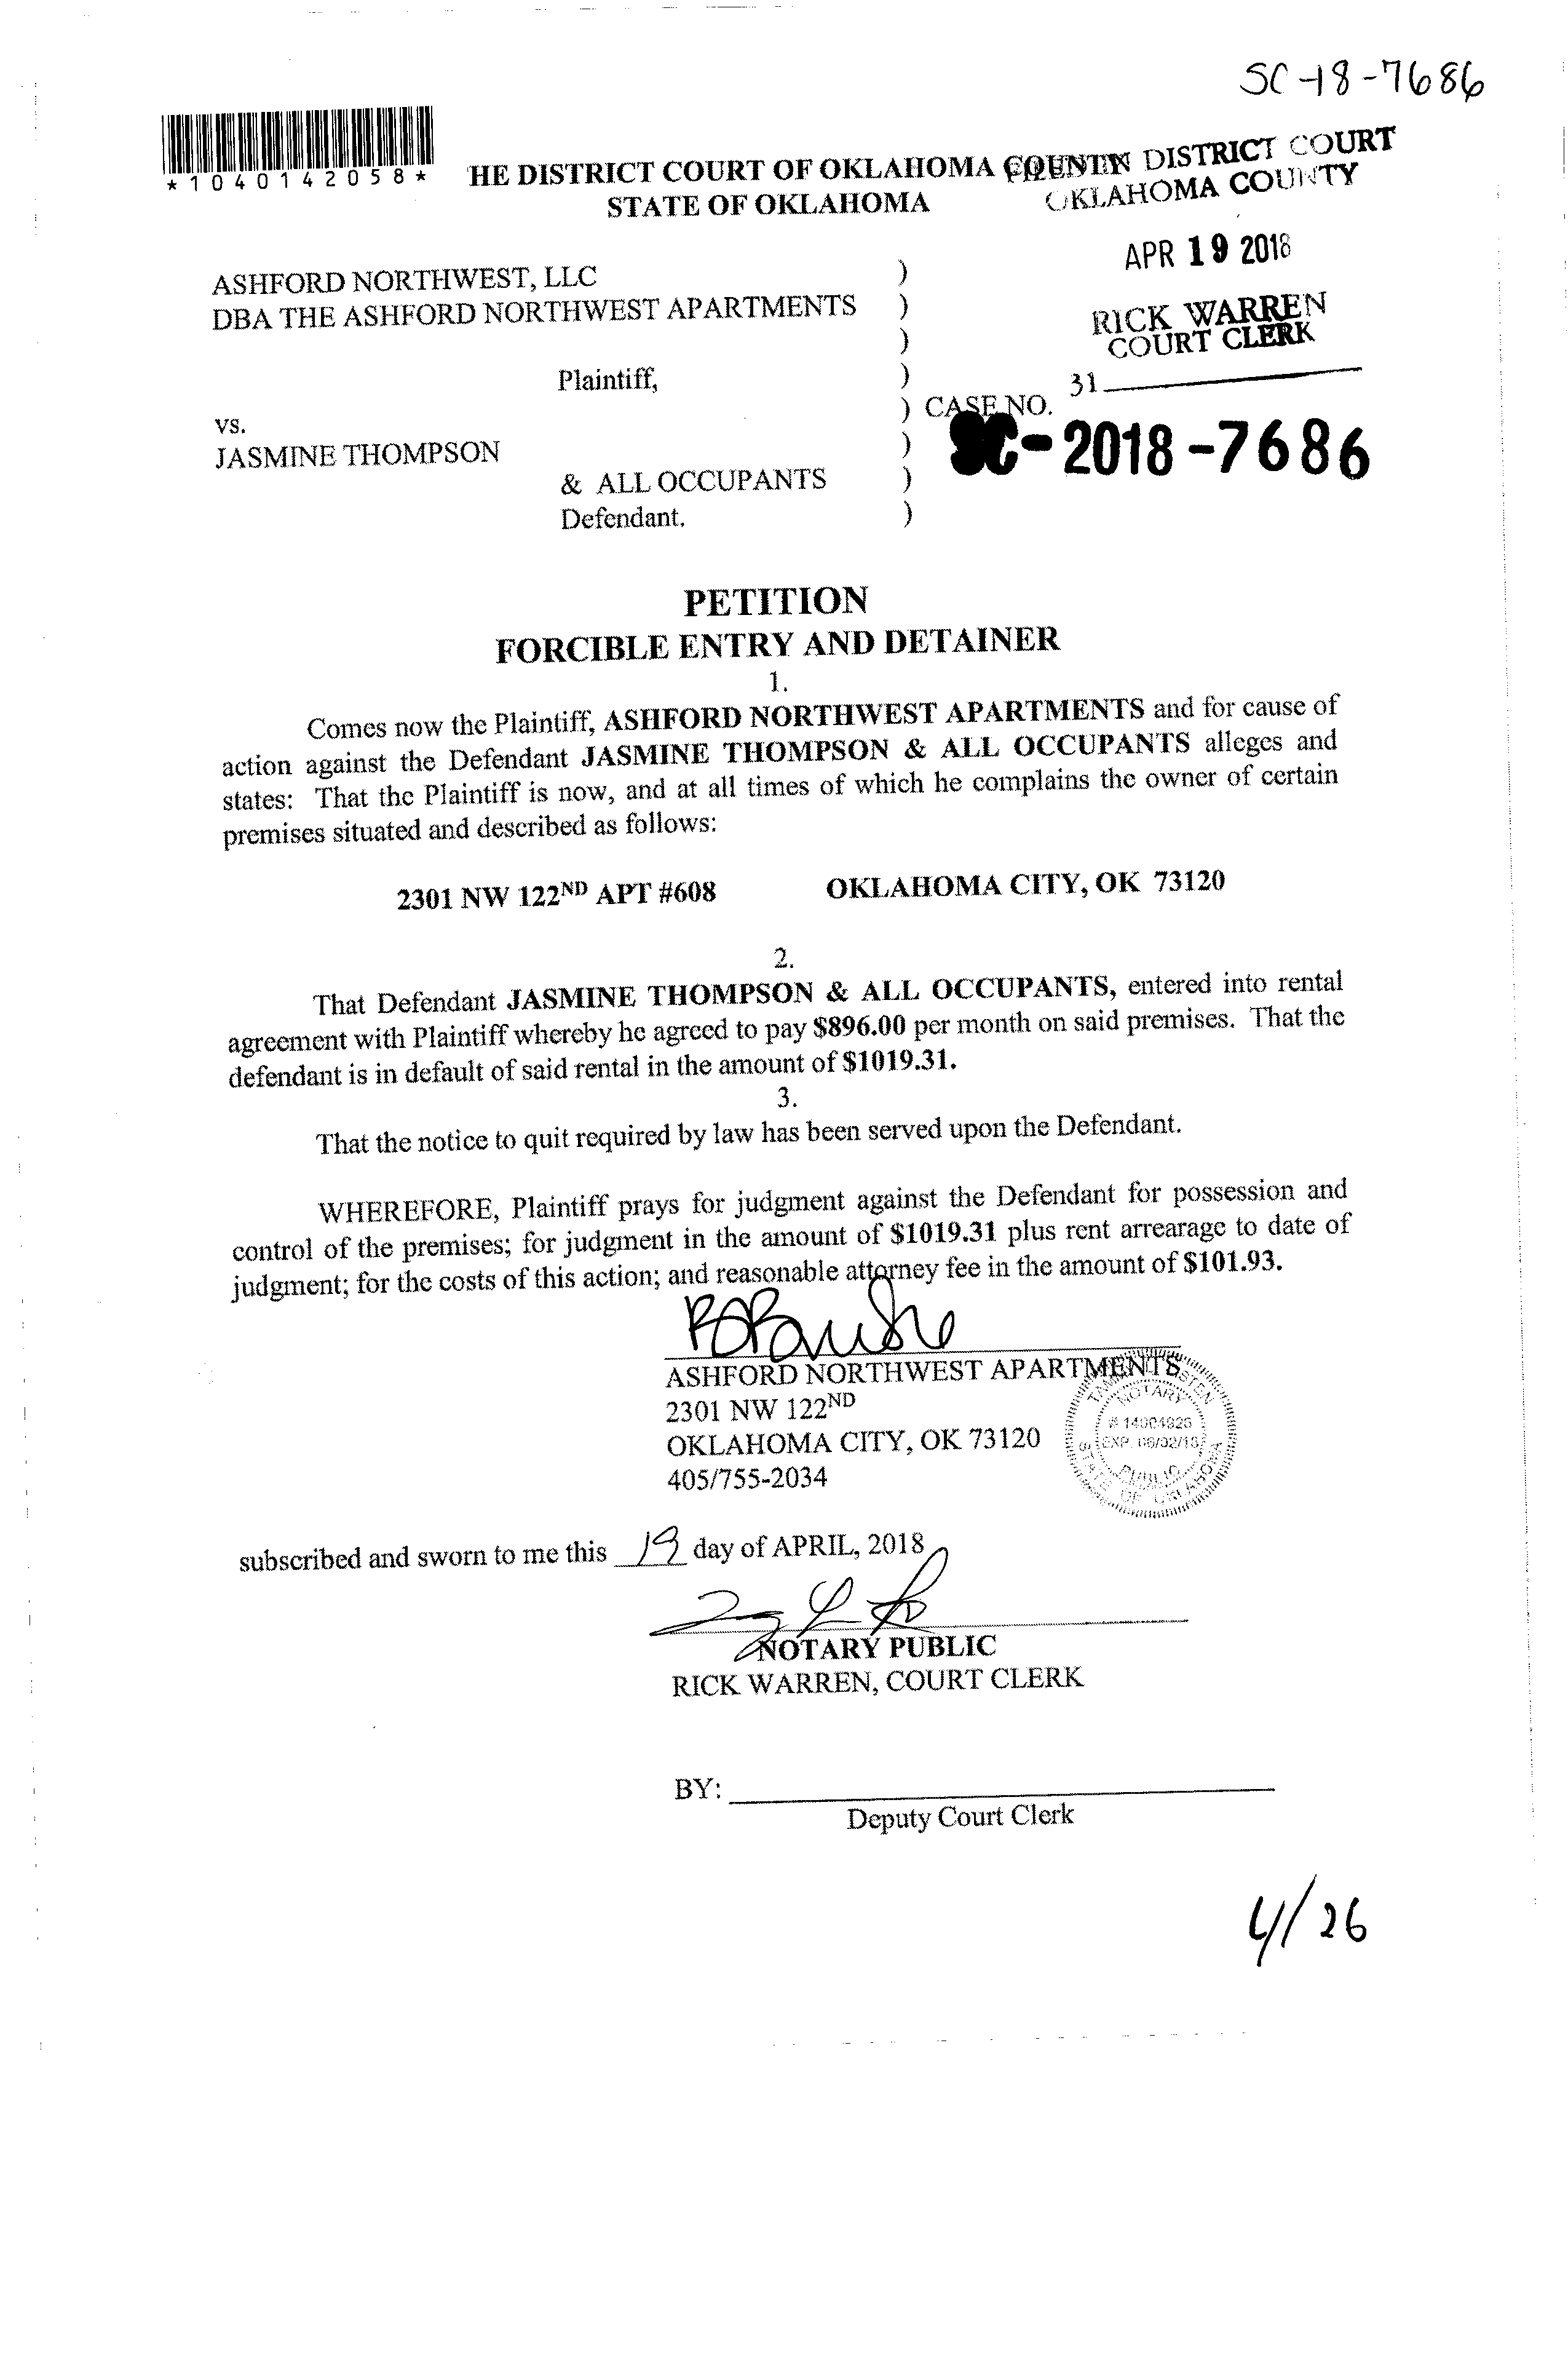 SC-18-7686
*1040142058*
HE DISTRICT COURT OF OKLAHOMA DISTRICT COURT
STATE OF OKLAHOMA
OKLAHOMA COUNTY
APR 19 2018
RICK WARREN
COURT CLERK
31
ASHFORD NORTHWEST, LLC )
DBA THE ASHFORD NORTHWEST APARTMENTS )
)
Plaintiff, )
vs. ) CASE NO.
SC-2018-7686
JASMINE THOMPSON )
& ALL OCCUPANTS )
Defendant. )
PETITION
FORCIBLE ENTRY AND DETAINER
1.
Comes now the Plaintiff, ASHFORD NORTHWEST APARTMENTS and for cause of
action against the Defendant JASMINE THOMPSON & ALL OCCUPANTS alleges and
states: That the Plaintiff is now, and at all times of which he complains the owner of certain
premises situated and described as follows:
2301 NW 122ND APT #608 OKLAHOMA CITY, OK 73120
2.
That Defendant JASMINE THOMPSON & ALL OCCUPANTS, entered into rental
agreement with Plaintiff whereby he agreed to pay $896.00 per month on said premises. That the
defendant is in default of said rental in the amount of $1019.31.
3.
That the notice to quit required by law has been served upon the Defendant.
WHEREFORE, Plaintiff prays for judgment against the Defendant for possession and
control of the premises; for judgment in the amount of $1019.31 plus rent arrearage to date of
judgment; for the costs of this action; and reasonable attorney fee in the amount of $101.93.
ASHFORD NORTHWEST APARTMENTS
2301 NW 122ND
OKLAHOMA CITY, OK 73120
405/755-2034
NOTARY
PUBLIC
STATE OF OKLAHOMA
subscribed and sworn to me this 19 day of APRIL, 2018
NOTARY PUBLIC
RICK WARREN, COURT CLERK
BY:
Deputy Court Clerk
4/26